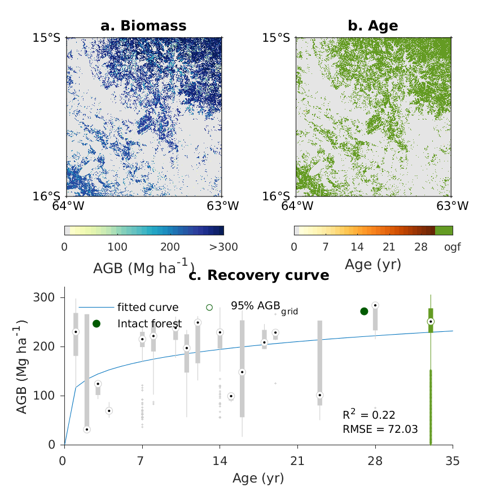 a. Biomass
b. Age
15°S
16°S
64°W
63°W
15°S
16°S
64°W
63°W
0
100
200
>300
AGB (Mg ha-1)
0
7
14
21
28
ogf
Age (yr)
c. Recovery curve
AGB (Mg ha-1)
300
200
100
0
fitted curve
95% AGBgrid
Intact forest
R2 = 0.22
RMSE = 72.03
0
7
14
21
28
35
Age (yr)